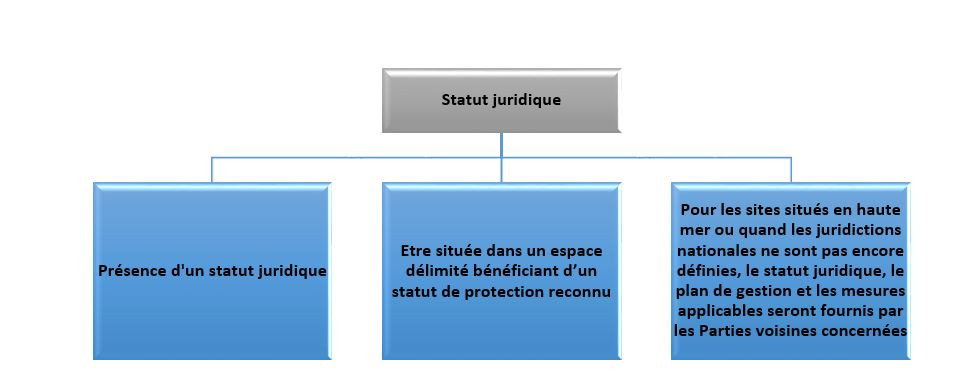 Statut juridique
Présence d'un statut juridique
Etre située dans un espace
délimité bénéficiant d’un
statut de protection reconnu
Pour les sites situés en haute
mer ou quand les juridictions
nationales ne sont pas encore
définies, le statut juridique, le
plan de gestion et les mesures
applicables seront fournis par
les Parties voisines concernées